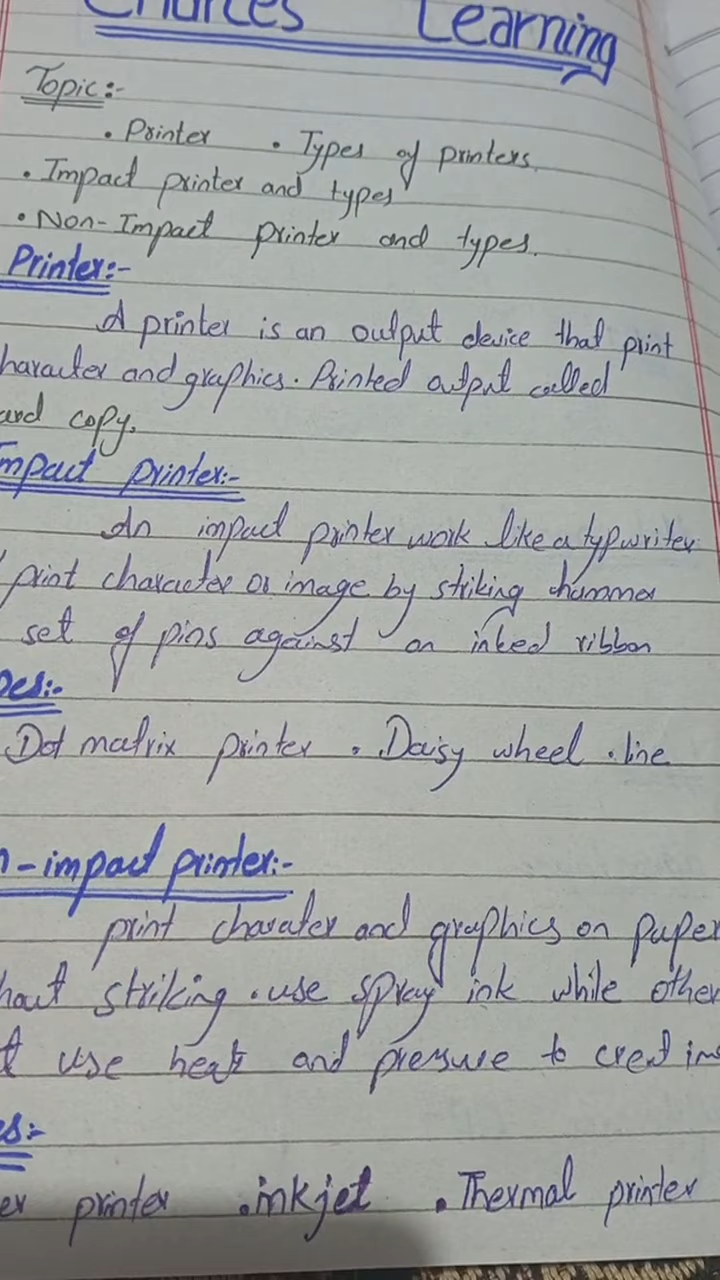 Learning
Topic:-
• Printer • Types of printers.
• Impact printer and types
• Non-Impact printer and types.
Printer:-
A printer is an output device that print
haracter and graphics. Printed output called
ard copy.
mpact printer:-
An impact printer work like a typwriter
print character or image by striking
set of pins against an inked ribbon
pes:-
Dot matrix printer • Daisy wheel • line
n-impact printer:-
print charater and graphics on paper
hout striking. use spray ink while other
t use heat and pressure to creat im
es:-
er printer • inkjet • Thermal printer